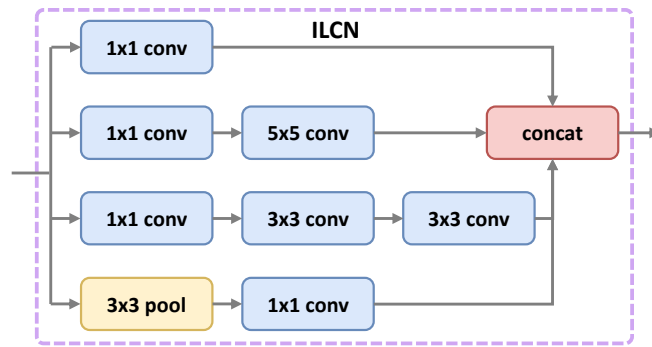 ILCN
1x1 conv
1x1 conv
5x5 conv
concat
1x1 conv
3x3 conv
3x3 conv
3x3 pool
1x1 conv